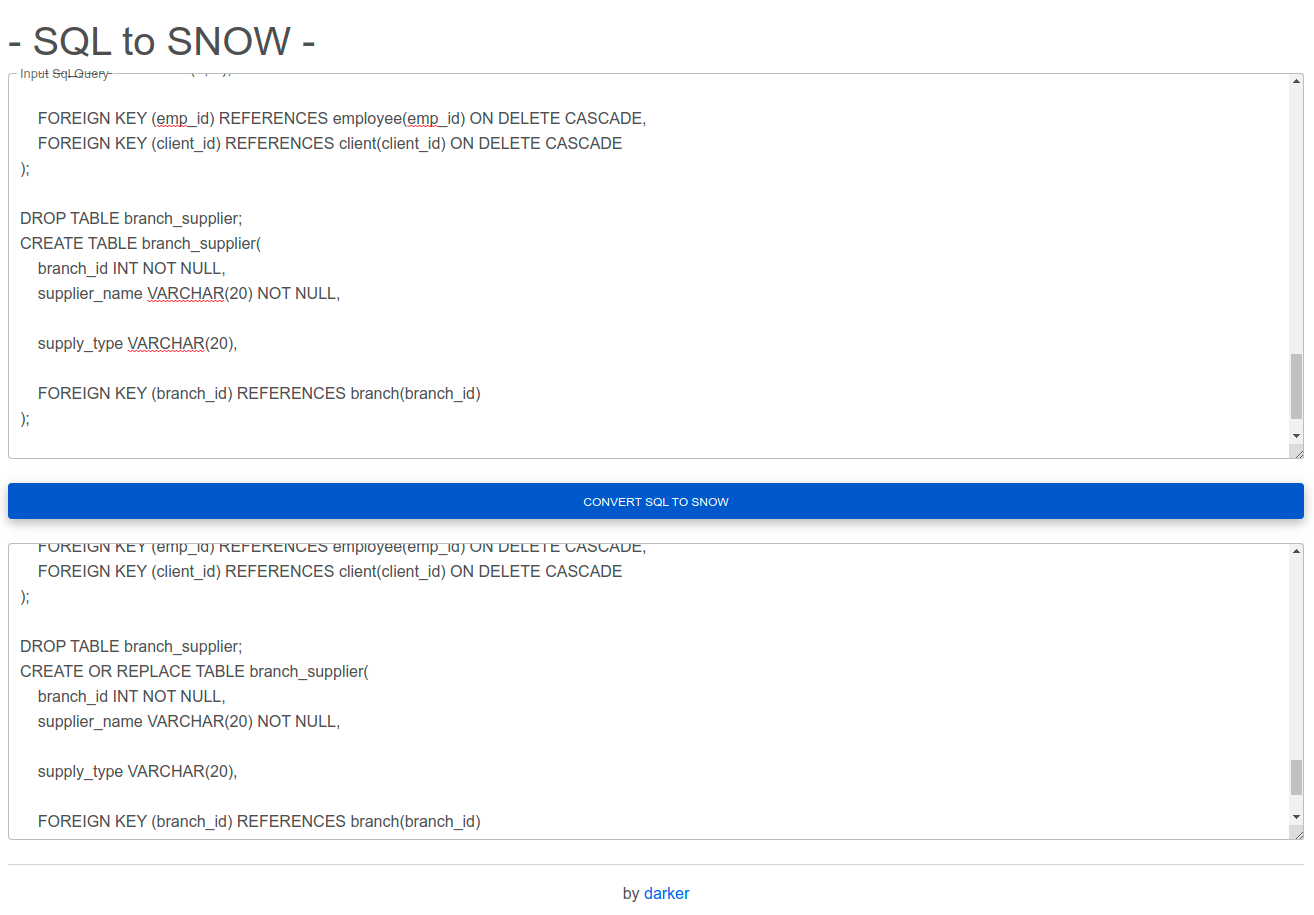 - SQL to SNOW -
Input Sql Query
FOREIGN KEY (emp_id) REFERENCES employee(emp_id) ON DELETE CASCADE,
FOREIGN KEY (client_id) REFERENCES client(client_id) ON DELETE CASCADE
);
DROP TABLE branch_supplier;
CREATE TABLE branch_supplier(
branch_id INT NOT NULL,
supplier_name VARCHAR(20) NOT NULL,
supply_type VARCHAR(20),
FOREIGN KEY (branch_id) REFERENCES branch(branch_id)
);
CONVERT SQL TO SNOW
FOREIGN KEY (emp_id) REFERENCES employee(emp_id) ON DELETE CASCADE,
FOREIGN KEY (client_id) REFERENCES client(client_id) ON DELETE CASCADE
);
DROP TABLE branch_supplier;
CREATE OR REPLACE TABLE branch_supplier(
branch_id INT NOT NULL,
supplier_name VARCHAR(20) NOT NULL,
supply_type VARCHAR(20),
FOREIGN KEY (branch_id) REFERENCES branch(branch_id)
by darker